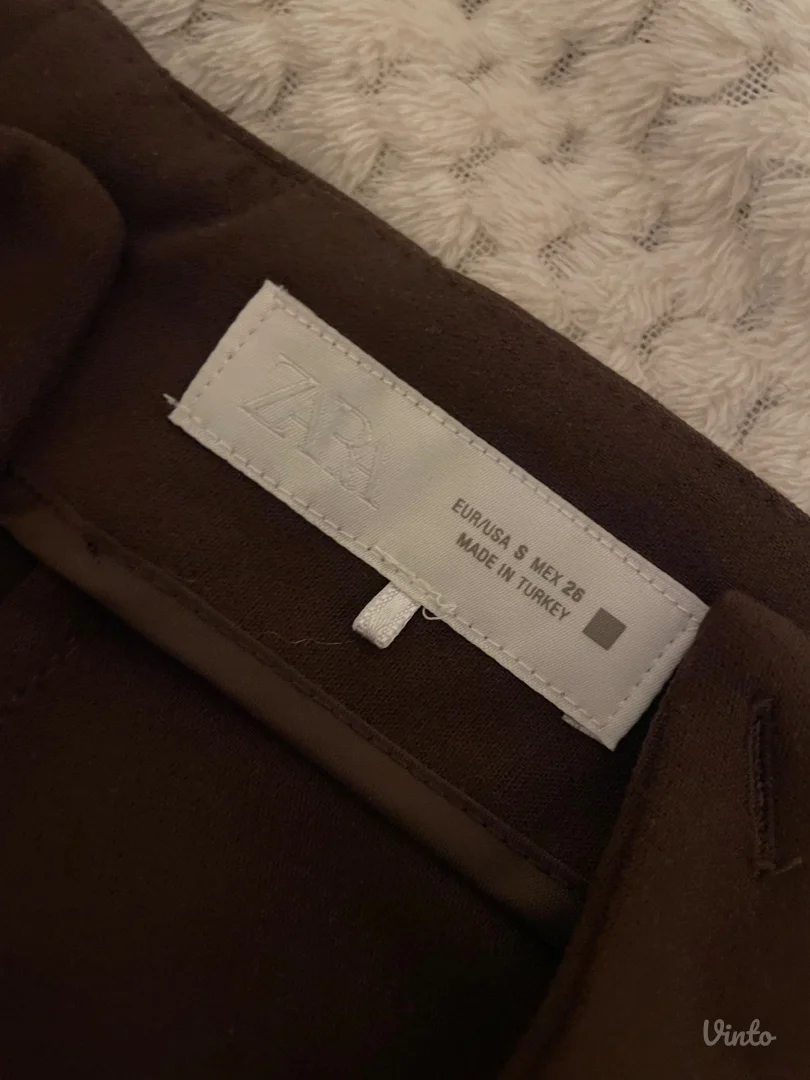 ZARA
EUR/USA S MEX 26
MADE IN TURKEY
Vinto